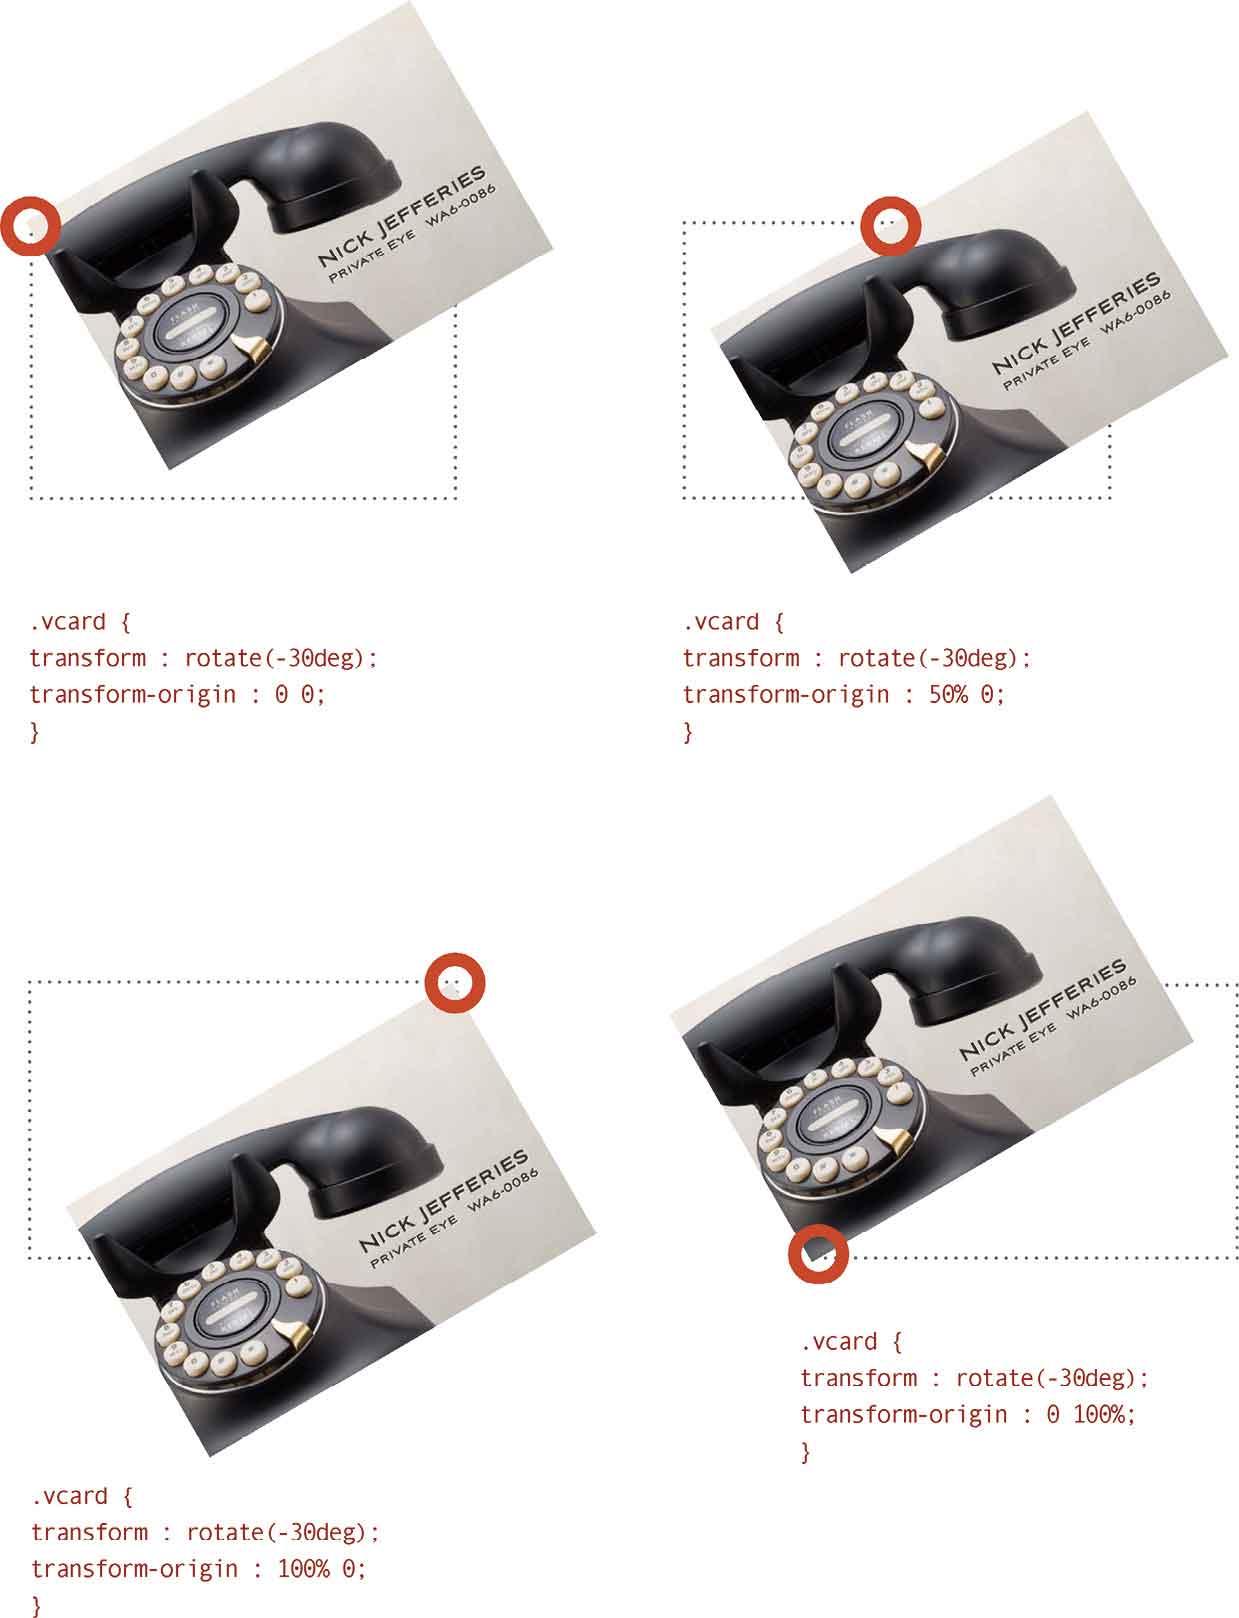 NICK JEFFERIES
PRIVATE EYE WA6-0086
.vcard {
transform : rotate(-30deg);
transform-origin : 0 0;
}
NICK JEFFERIES
PRIVATE EYE WA6-0086
.vcard {
transform : rotate(-30deg);
transform-origin : 50% 0;
}
NICK JEFFERIES
PRIVATE EYE WA6-0086
.vcard {
transform : rotate(-30deg);
transform-origin : 100% 0;
}
NICK JEFFERIES
PRIVATE EYE WA6-0086
.vcard {
transform : rotate(-30deg);
transform-origin : 0 100%;
}